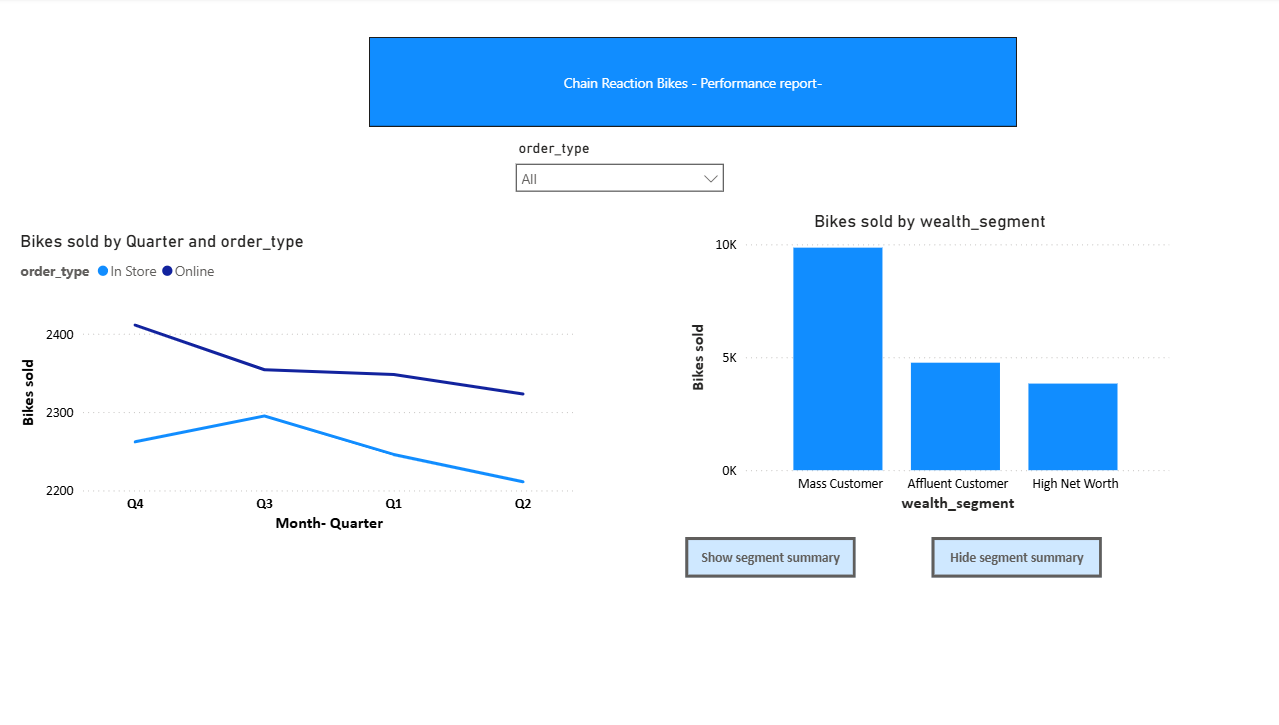 Chain Reaction Bikes - Performance report-
order_type
All
Bikes sold by Quarter and order_type
order_type In Store Online
2400
2300
2200
Bikes sold
Q4 Q3 Q1 Q2
Month- Quarter
Bikes sold by wealth_segment
10K
5K
0K
Bikes sold
Mass Customer Affluent Customer High Net Worth
wealth_segment
Show segment summary Hide segment summary